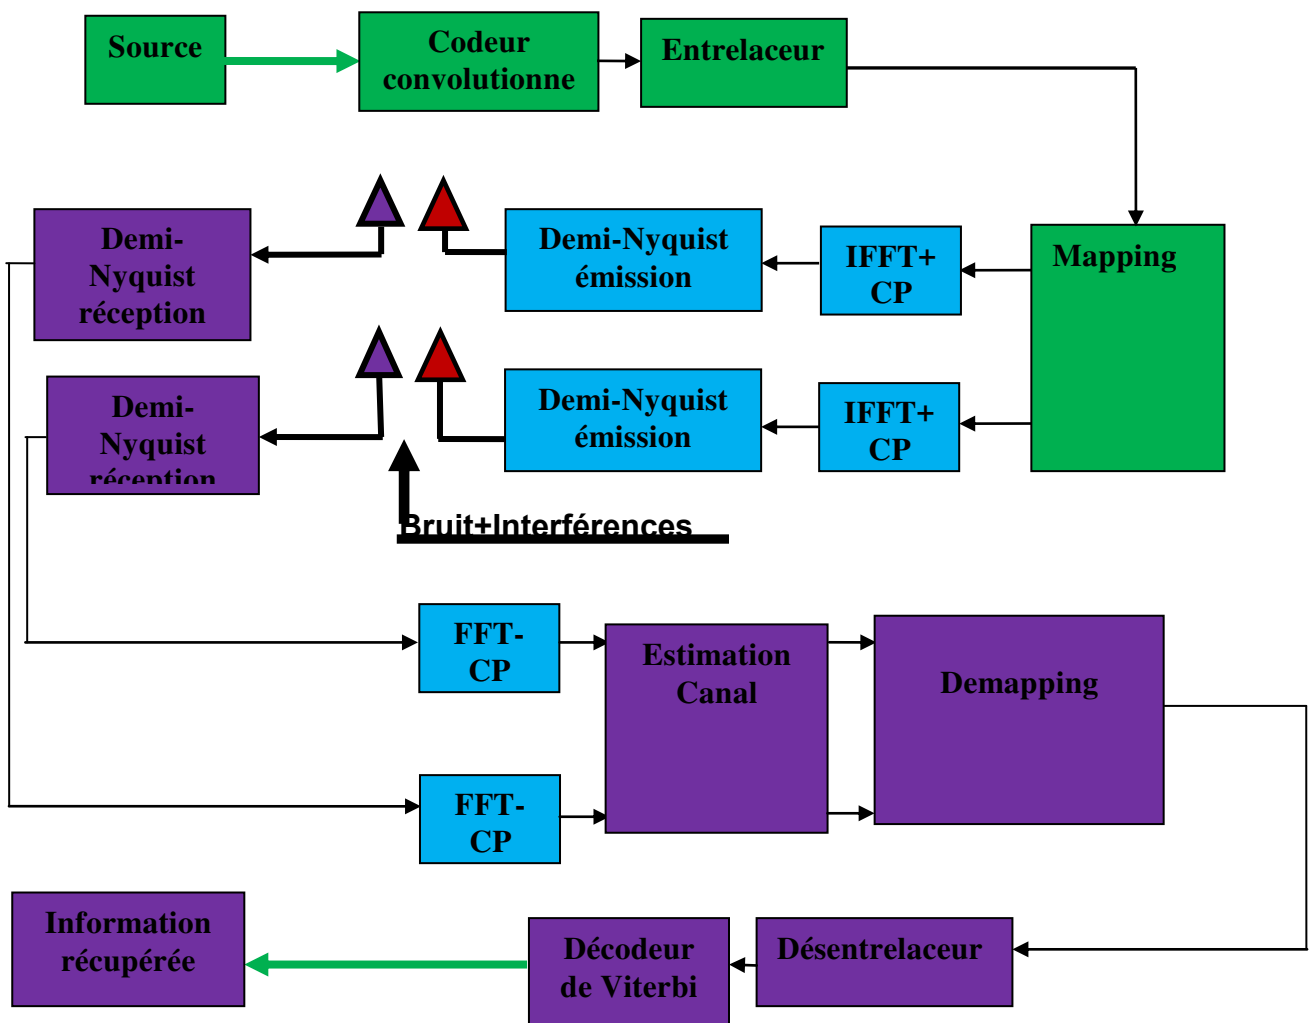 Source
Codeur
convolutionne
Entrelaceur
Demi-
Nyquist
réception
Demi-Nyquist
émission
IFFT+
CP
Mapping
Demi-
Nyquist
réception
Demi-Nyquist
émission
IFFT+
CP
Bruit+Interférences
FFT-
CP
Estimation
Canal
Demapping
FFT-
CP
Information
récupérée
Décodeur
de Viterbi
Désentrelaceur